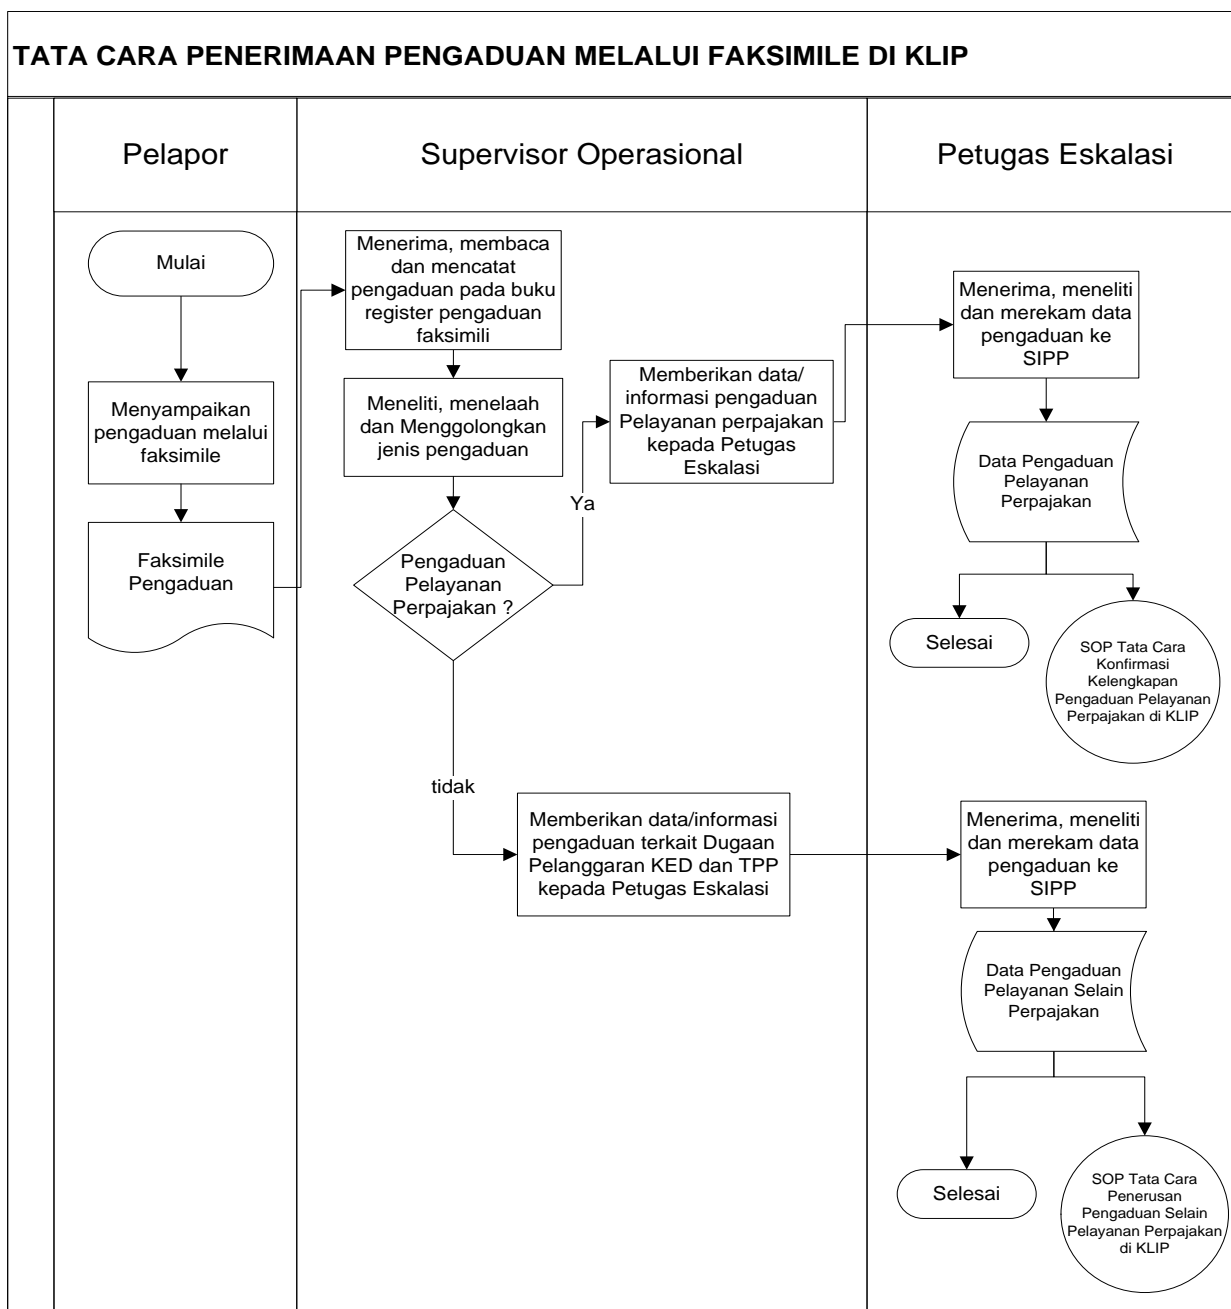 TATA CARA PENERIMAAN PENGADUAN MELALUI FAKSIMILE DI KLIP
Pelapor
Supervisor Operasional
Petugas Eskalasi
Mulai
Menyampaikan
pengaduan melalui
faksimile
Faksimile
Pengaduan
Menerima, membaca
dan mencatat
pengaduan pada buku
register pengaduan
faksimili
Meneliti, menelaah
dan Menggolongkan
jenis pengaduan
Pengaduan
Pelayanan
Perpajakan ?
Ya
Memberikan data/
informasi pengaduan
Pelayanan perpajakan
kepada Petugas
Eskalasi
Menerima, meneliti
dan merekam data
pengaduan ke
SIPP
Data Pengaduan
Pelayanan
Perpajakan
Selesai
SOP Tata Cara
Konfirmasi
Kelengkapan
Pengaduan Pelayanan
Perpajakan di KLIP
tidak
Memberikan data/informasi
pengaduan terkait Dugaan
Pelanggaran KED dan TPP
kepada Petugas Eskalasi
Menerima, meneliti
dan merekam data
pengaduan ke
SIPP
Data Pengaduan
Pelayanan Selain
Perpajakan
Selesai
SOP Tata Cara
Penerusan
Pengaduan Selain
Pelayanan Perpajakan
di KLIP